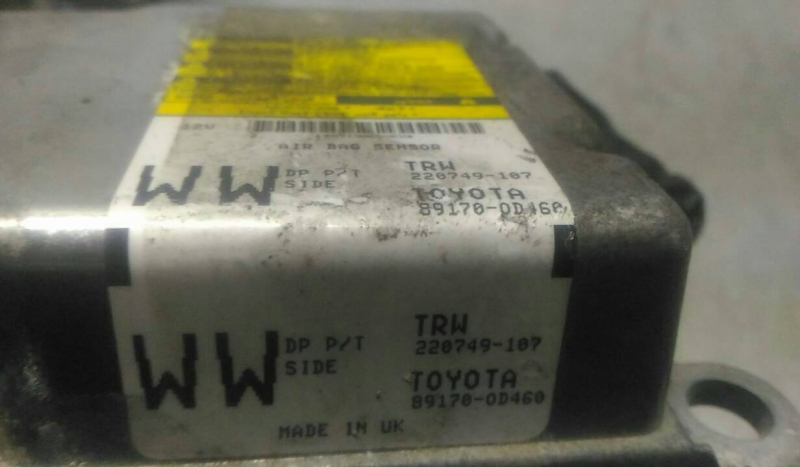 12V
AIR BAG SENSOR
WW DP P/T TRW
SIDE 220749-107
TOYOTA
89170-0D460
WW DP P/T TRW
SIDE 220749-107
TOYOTA
89170-0D460
MADE IN UK